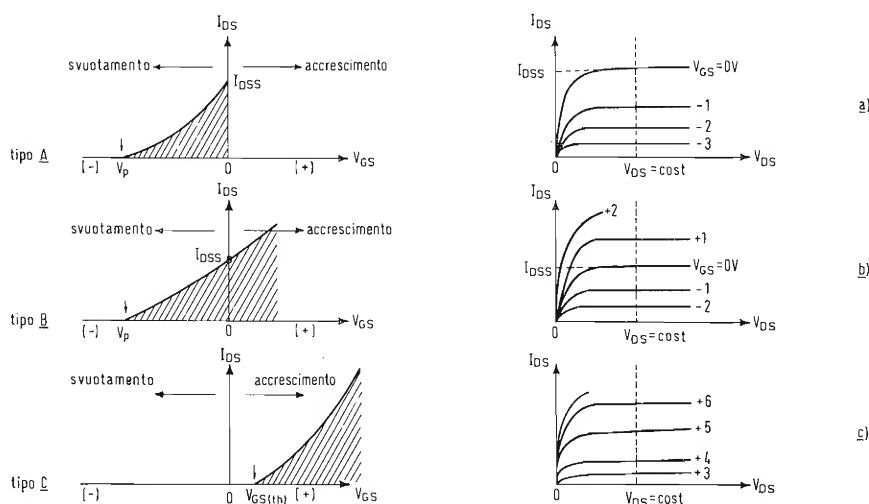 I_DS
svuotamento
accrescimento
I_DSS
tipo A
(-)
V_P
0
(+)
V_GS
I_DS
I_DSS
V_GS=0V
-1
-2
-3
0
V_DS=cost
V_DS
a)
I_DS
svuotamento
accrescimento
I_DSS
tipo B
(-)
V_P
0
(+)
V_GS
I_DS
+2
+1
I_DSS
V_GS=0V
-1
-2
0
V_DS=cost
V_DS
b)
I_DS
svuotamento
accrescimento
tipo C
(-)
0
V_GS(th)
(+)
V_GS
I_DS
+6
+5
+4
+3
0
V_DS=cost
V_DS
c)